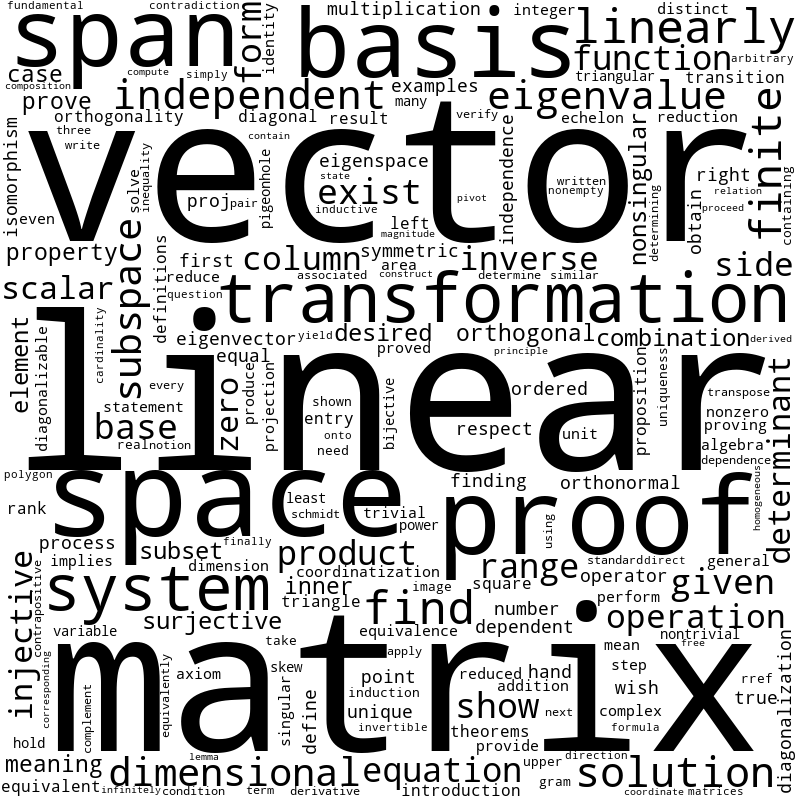 fundamental
contradiction
multiplication
integer
distinct
span
form
identity
basis
linearly
function
arbitrary
case
compute
simply
triangular
transition
composition
prove
independent
examples
many
eigenvalue
finite
orthogonality
diagonal
result
verify
echelon
reduction
three
write
contain
vector
isomorphism
solve
inequality
pigeonhole
eigenspace
state
exist
inductive
independence
nonsingular
determining
right
relation
written
nonempty
pivot
proj
pair
obtain
proceed
containing
even
left
magnitude
property
subspace
definitions
first
column
symmetric
area
inverse
side
reduce
associated
construct
determine
similar
scalar
question
transformation
element
diagonalizable
cardinality
eigenvector
yield
desired
orthogonal
combination
derived
equal
proved
principle
linear
every
zero
produce
projection
ordered
proposition
uniqueness
transpose
statement
shown
entry
bijective
nonzero
base
real
notion
onto
need
respect
unit
proving
algebra
dependence
determinant
polygon
space
finding
orthonormal
homogeneous
rank
least
schmidt
trivial
power
proof
using
process
subset
finally
product
implies
dimension
range
standard
direct
general
injective
contrapositive
system
coordinatization
inner
image
square
operator
perform
given
triangle
find
number
operation
surjective
dependent
variable
equivalence
nontrivial
take
apply
mean
free
matrix
corresponding
complement
equivalently
axiom
skew
singular
define
point
induction
reduced
hand
addition
step
wish
rref
true
diagonalization
unique
show
next
complex
invertible
formula
hold
theorems
provide
lemma
meaning
dimensional
equation
upper
direction
solution
gram
equivalent
infinitely
condition
term
derivative
introduction
coordinate
matrices